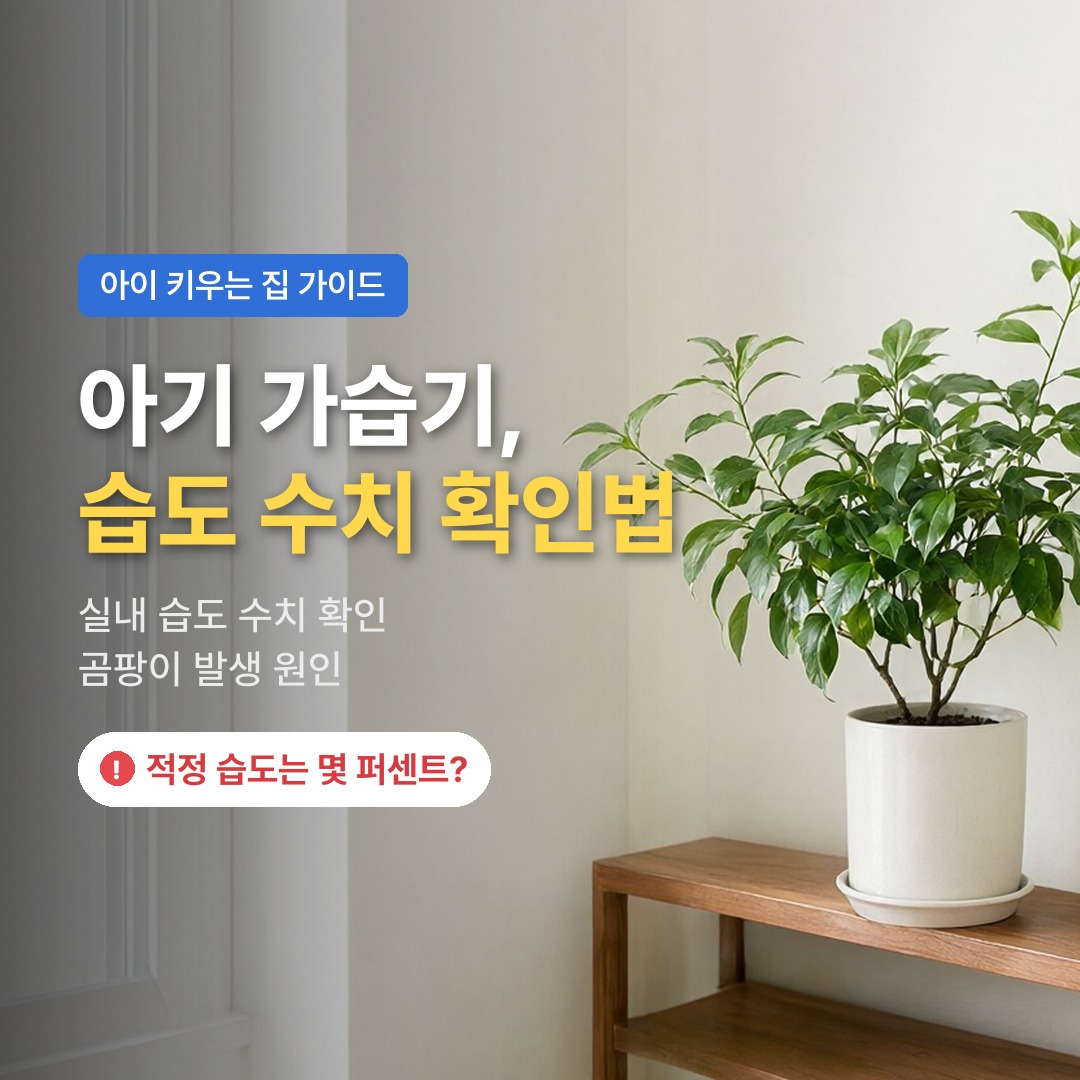 아이 키우는 집 가이드
아기 가습기,
습도 수치 확인법
실내 습도 수치 확인
곰팡이 발생 원인
! 적정 습도는 몇 퍼센트?